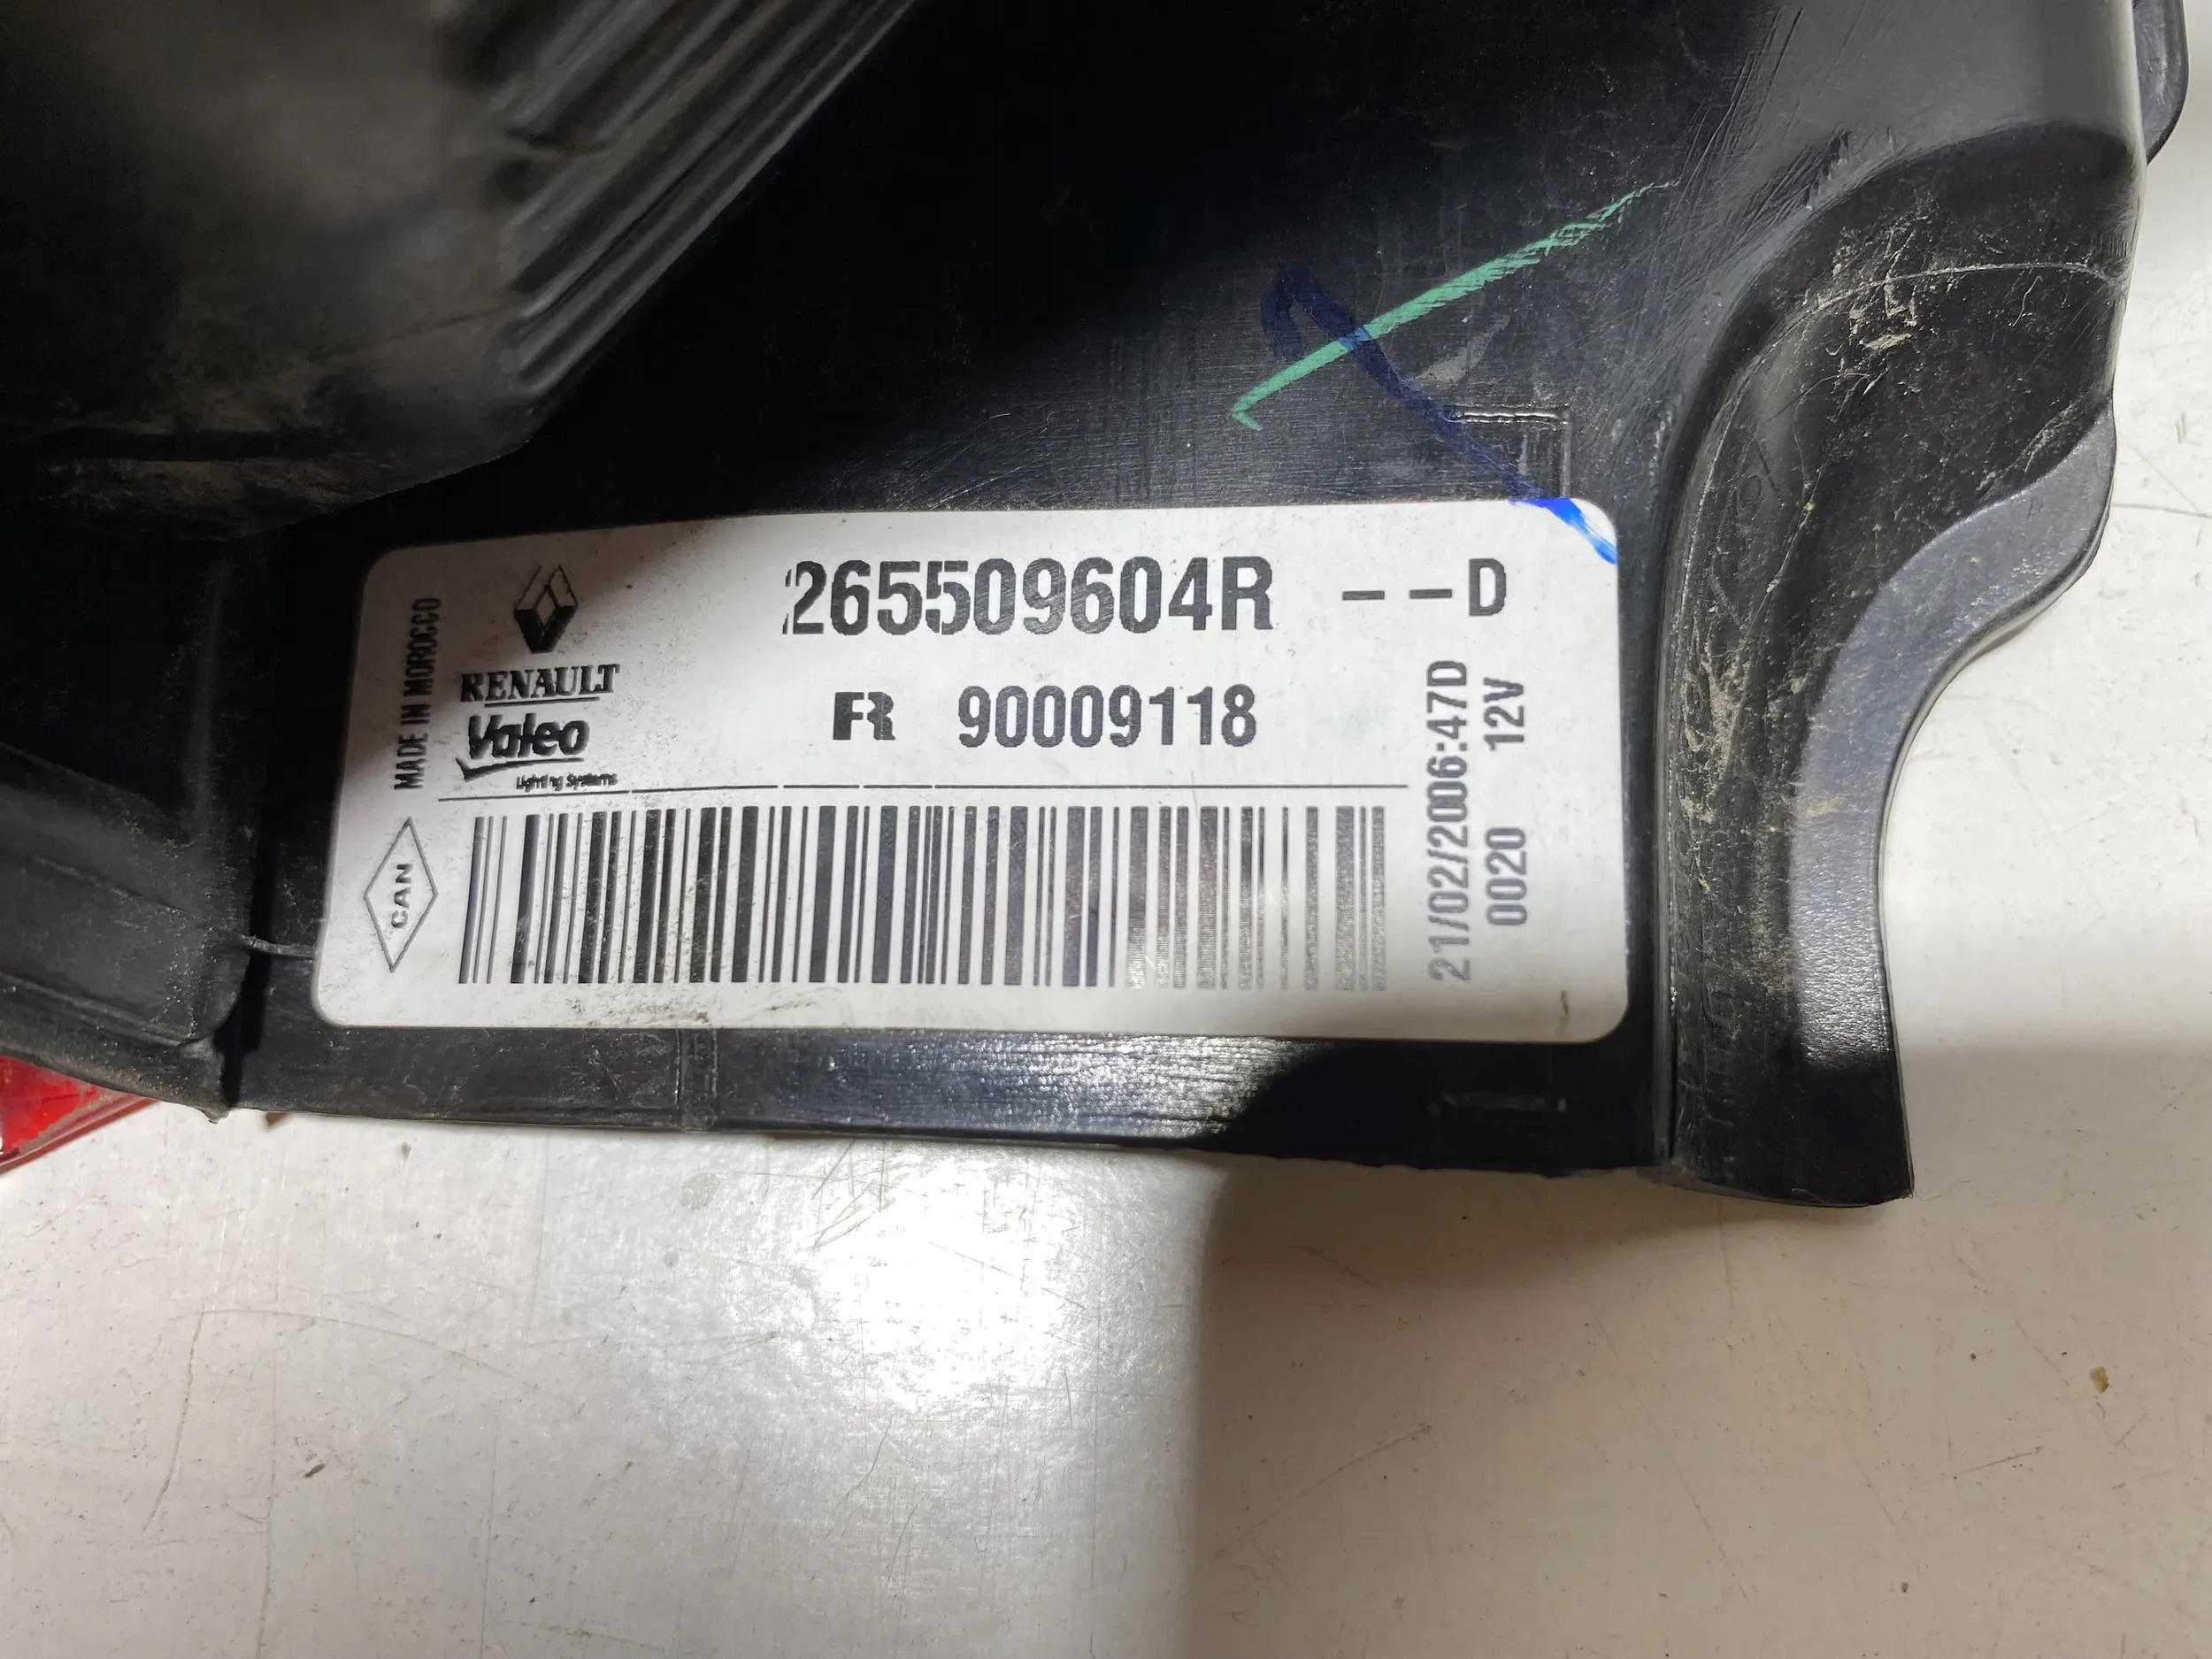 265509604R --D
RENAULT
Valeo
Lighting Systems
FR 90009118
MADE IN MOROCCO
CAN
21/02/2006:47D
0020 12V